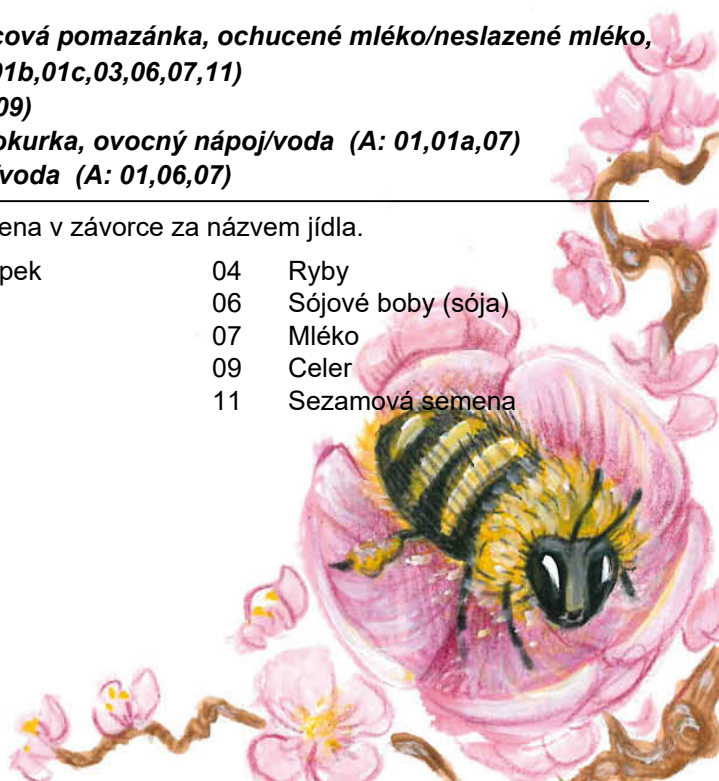 cová pomazánka, ochucené mléko/neslazené mléko,
01b,01c,03,06,07,11)
09)
okurka, ovocný nápoj/voda (A: 01,01a,07)
/voda (A: 01,06,07)
ena v závorce za názvem jídla.
pek 04 Ryby
06 Sójové boby (sója)
07 Mléko
09 Celer
11 Sezamová semena